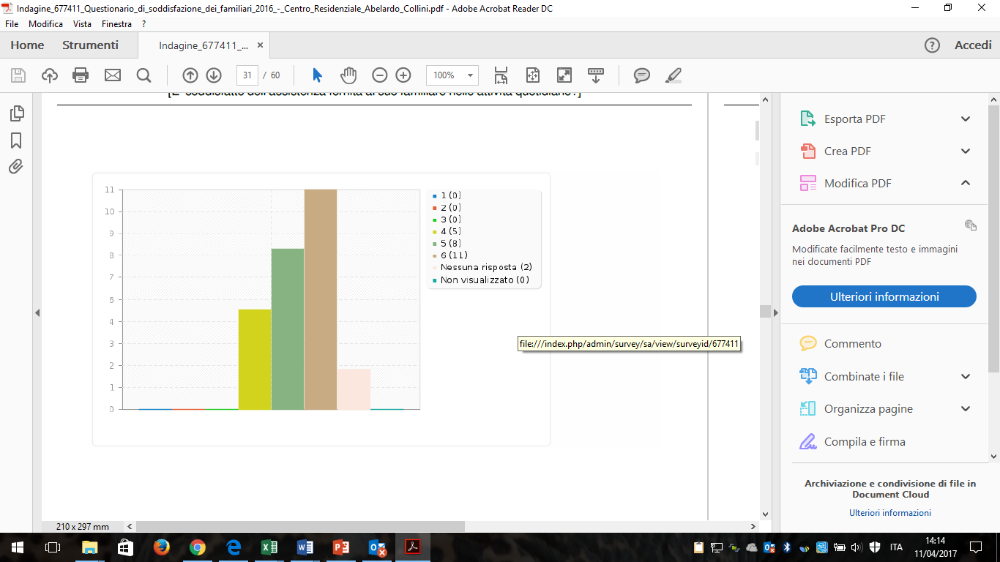 Indagine_677411_Questionario_di_soddisfazione_dei_familiari_2016_-_Centro_Residenziale_Abelardo_Collini.pdf - Adobe Acrobat Reader DC
File Modifica Vista Finestra ?
Home Strumenti Indagine_677411_... × ? Accedi
31 / 60 100%
[E' soddisfatto dell'assistenza fornita al suo familiare nelle attività quotidiane?]
11
10
9
8
7
6
4
3
2
1
0
1 (0)
2 (0)
3 (0)
4 (5)
5 (8)
6 (11)
Nessuna risposta (2)
Non visualizzato (0)
file:///index.php/admin/survey/sa/view/surveyid/677411
210 x 297 mm
Esporta PDF
Crea PDF
Modifica PDF
Adobe Acrobat Pro DC
Modificate facilmente testo e immagini
nei documenti PDF
Ulteriori informazioni
Commento
Combinate i file
Organizza pagine
Compila e firma
Archiviazione e condivisione di file in
Document Cloud
Ulteriori informazioni
ITA
14:14
11/04/2017